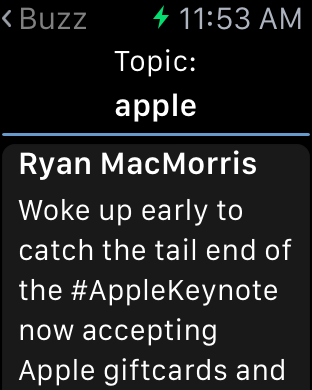 Buzz 11:53 AM
Topic:
apple
Ryan MacMorris
Woke up early to
catch the tail end of
the #AppleKeynote
now accepting
Apple giftcards and